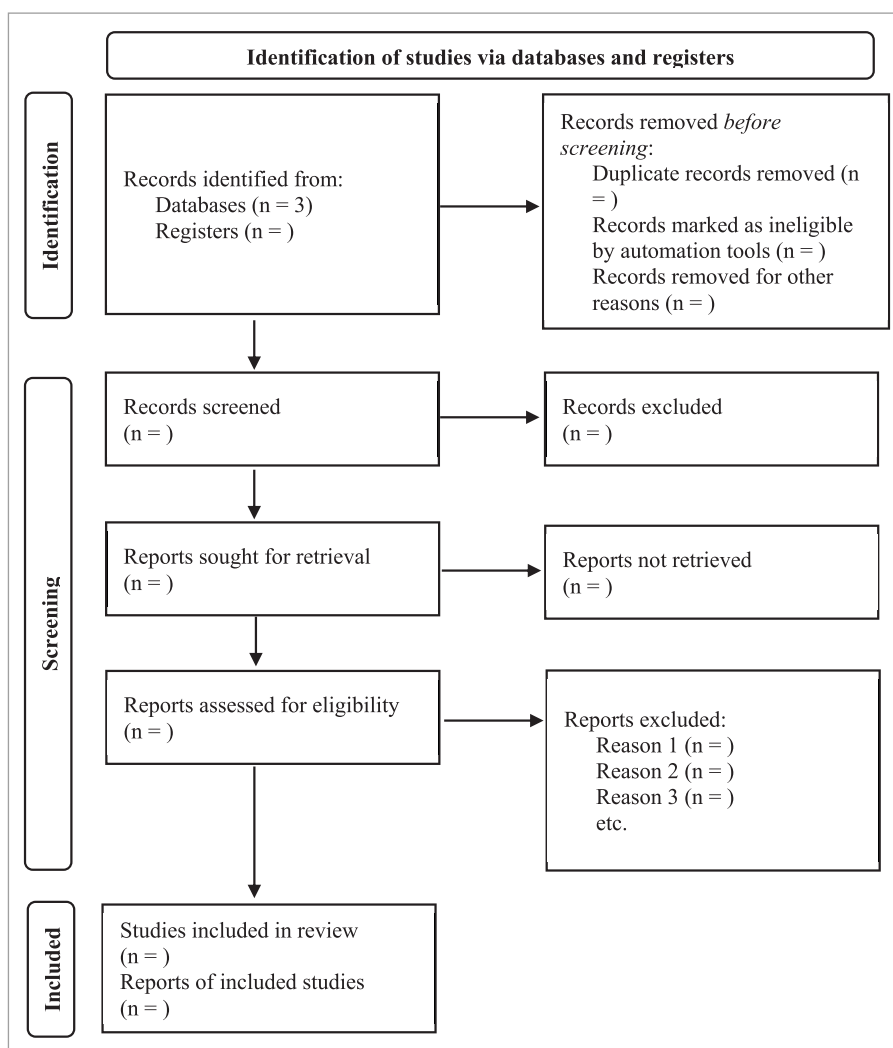 Identification of studies via databases and registers
Identification
Records identified from:
Databases (n = 3)
Registers (n = )
Records removed before
screening:
Duplicate records removed (n
= )
Records marked as ineligible
by automation tools (n = )
Records removed for other
reasons (n = )
Screening
Records screened
(n = )
Records excluded
(n = )
Reports sought for retrieval
(n = )
Reports not retrieved
(n = )
Reports assessed for eligibility
(n = )
Reports excluded:
Reason 1 (n = )
Reason 2 (n = )
Reason 3 (n = )
etc.
Included
Studies included in review
(n = )
Reports of included studies
(n = )